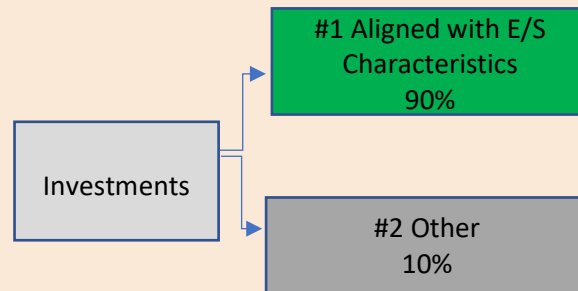 #1 Aligned with E/S
Characteristics
90%
Investments
#2 Other
10%